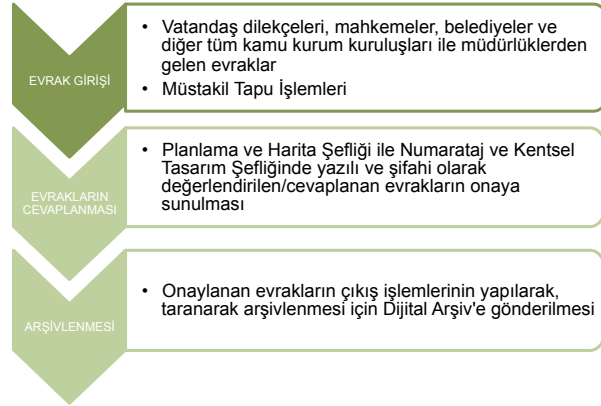 EVRAK GİRİŞİ
• Vatandaş dilekçeleri, mahkemeler, belediyeler ve
diğer tüm kamu kurum kuruluşları ile müdürlüklerden
gelen evraklar
• Müstakil Tapu İşlemleri
EVRAKLARIN
CEVAPLANMASI
• Planlama ve Harita Şefliği ile Numarataj ve Kentsel
Tasarım Şefliğinde yazılı ve şifahi olarak
değerlendirilen/cevaplanan evrakların onaya
sunulması
ARŞİVLENMESİ
• Onaylanan evrakların çıkış işlemlerinin yapılarak,
taranarak arşivlenmesi için Dijital Arşiv'e gönderilmesi